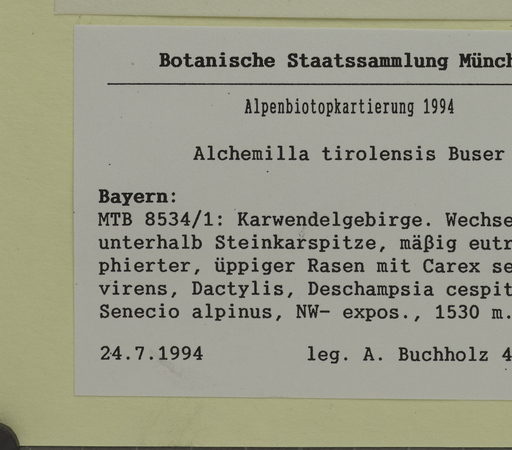 Botanische Staatssammlung Münch
Alpenbiotopkartierung 1994
Alchemilla tirolensis Buser
Bayern:
MTB 8534/1: Karwendelgebirge. Wechse
unterhalb Steinkarspitze, mäßig eutr
phierter, üppiger Rasen mit Carex se
virens, Dactylis, Deschampsia cespit
Senecio alpinus, NW- expos., 1530 m.
24.7.1994 leg. A. Buchholz 4